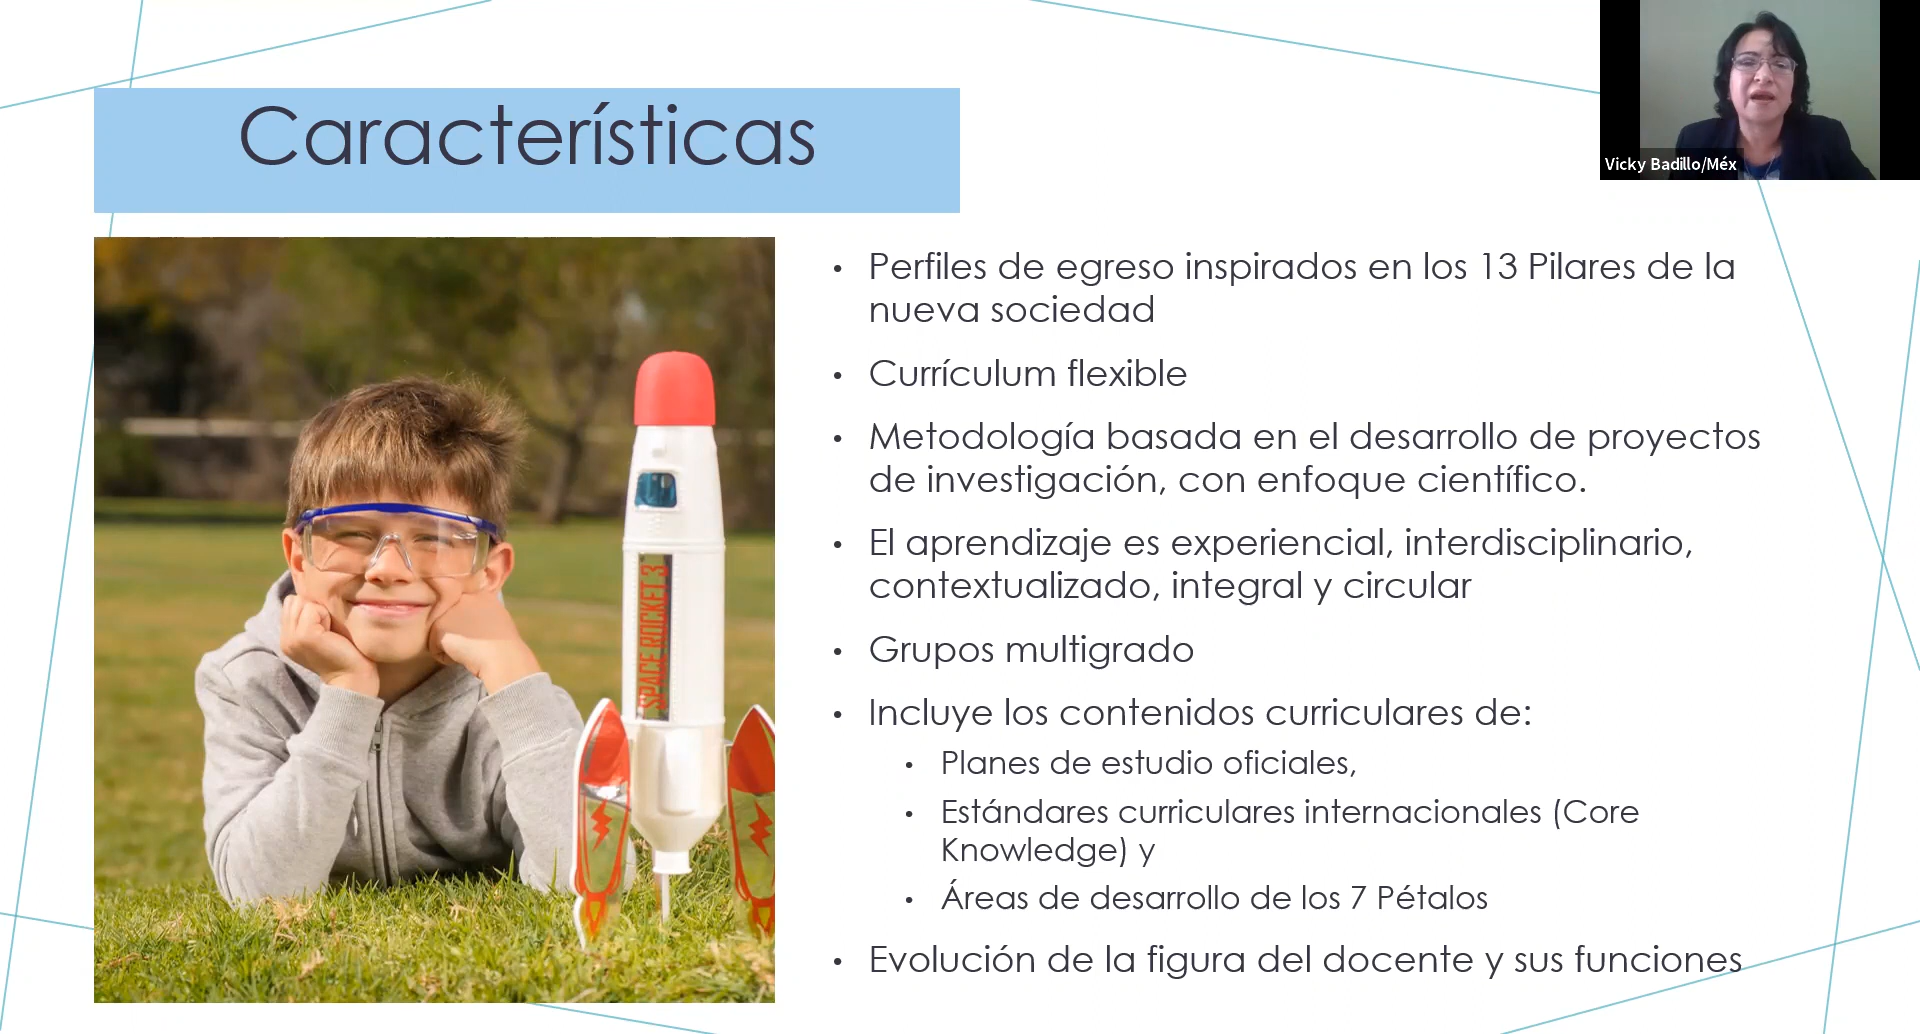 Características
Vicky Badillo/Méx
SPACE ROCKET 3
• Perfiles de egreso inspirados en los 13 Pilares de la
nueva sociedad
• Currículum flexible
• Metodología basada en el desarrollo de proyectos
de investigación, con enfoque científico.
• El aprendizaje es experiencial, interdisciplinario,
contextualizado, integral y circular
• Grupos multigrado
• Incluye los contenidos curriculares de:
• Planes de estudio oficiales,
• Estándares curriculares internacionales (Core
Knowledge) y
• Áreas de desarrollo de los 7 Pétalos
• Evolución de la figura del docente y sus funciones